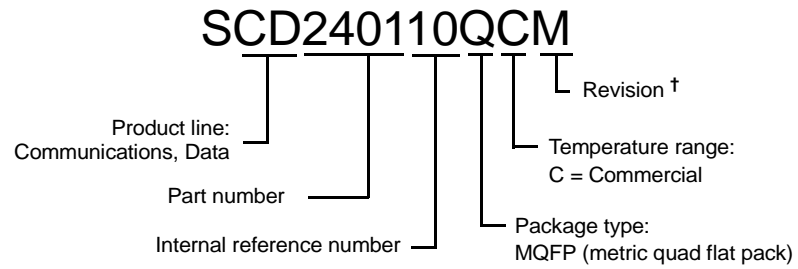 SCD240110QCM
Revision †
Product line:
Communications, Data
Temperature range:
C = Commercial
Part number
Package type:
MQFP (metric quad flat pack)
Internal reference number